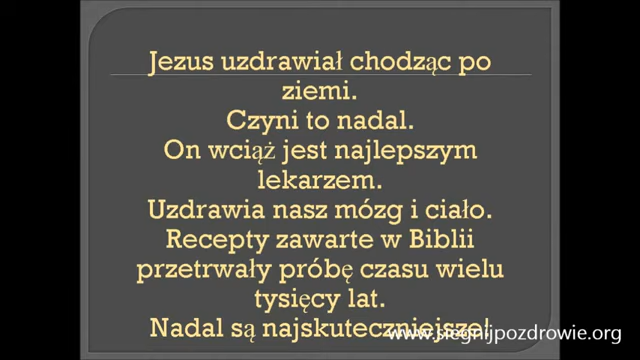 Jezus uzdrawiał chodząc po
ziemi.
Czyni to nadal.
On wciąż jest najlepszym
lekarzem.
Uzdrawia nasz mózg i ciało.
Recepty zawarte w Biblii
przetrwały próbę czasu wielu
tysięcy lat.
Nadal są najskuteczniejsze!
www.siegnijpozdrowie.org